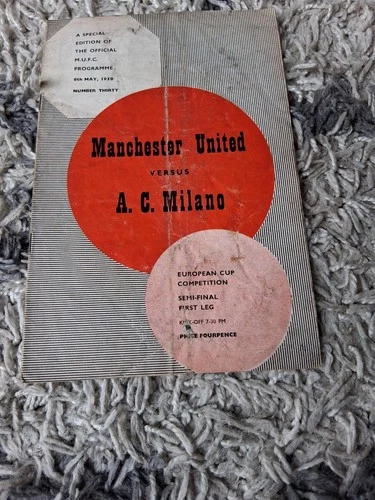 A SPECIAL
EDITION OF
THE OFFICIAL
M.U.F.C.
PROGRAMME
8th MAY, 1958
NUMBER THIRTY
Manchester United
VERSUS
A. C. Milano
EUROPEAN CUP
COMPETITION
SEMI-FINAL
FIRST LEG
KICK-OFF 7-30 PM
PRICE FOURPENCE